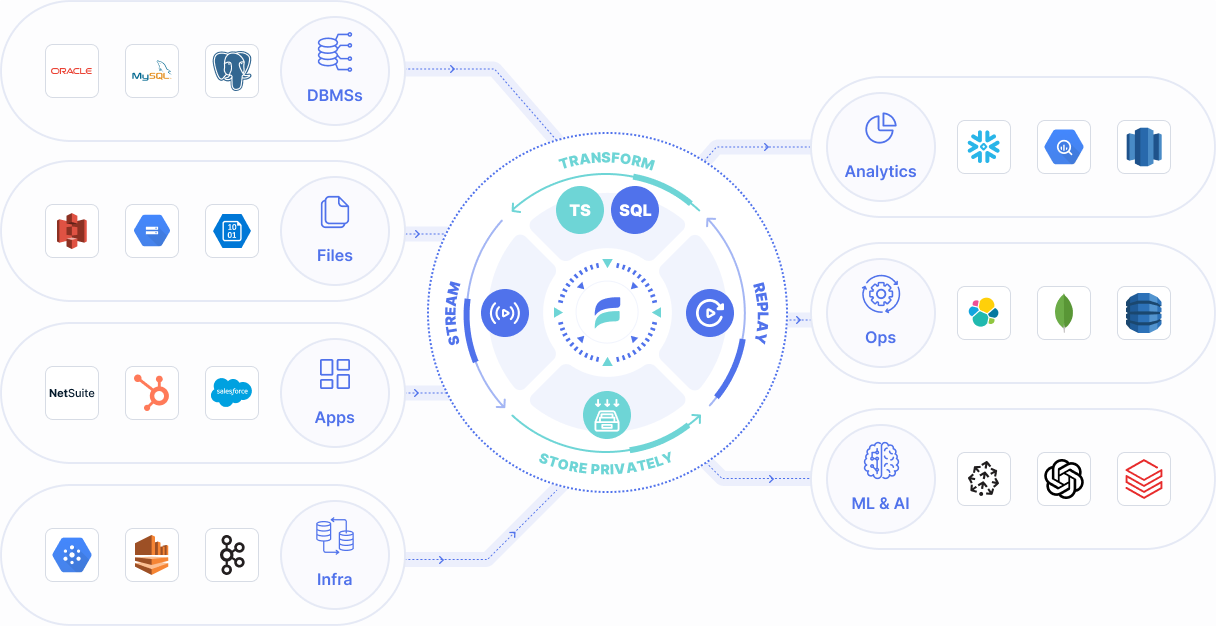 ORACLE
MySQL
DBMSs
Files
10
01
NetSuite
salesforce
Apps
Infra
TRANSFORM
TS
SQL
STREAM
REPLAY
STORE PRIVATELY
Analytics
Ops
ML & AI